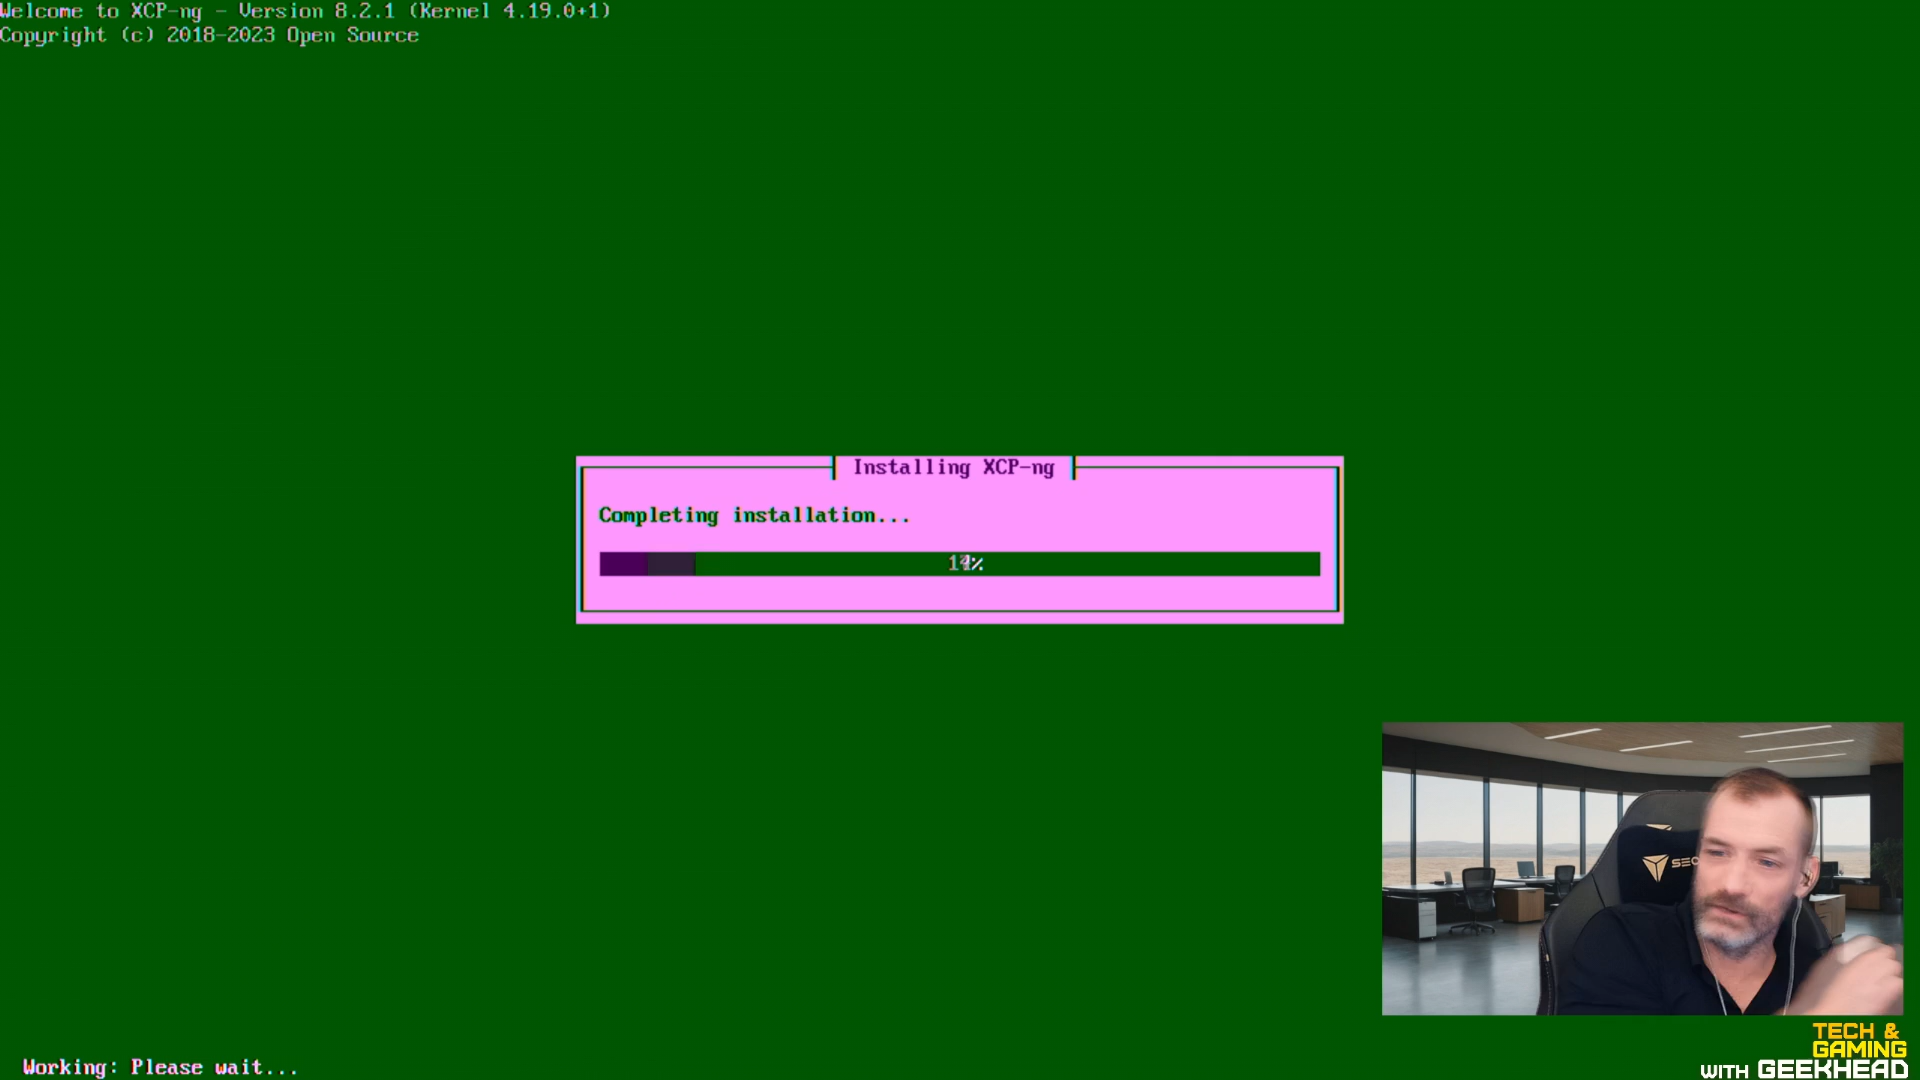 Welcome to XCP-ng - Version 8.2.1 (Kernel 4.19.0+1)
Copyright (c) 2018-2023 Open Source
Installing XCP-ng
Completing installation...
Working: Please wait...
SEC
TECH &
GAMING
WITH GEEKHEAD